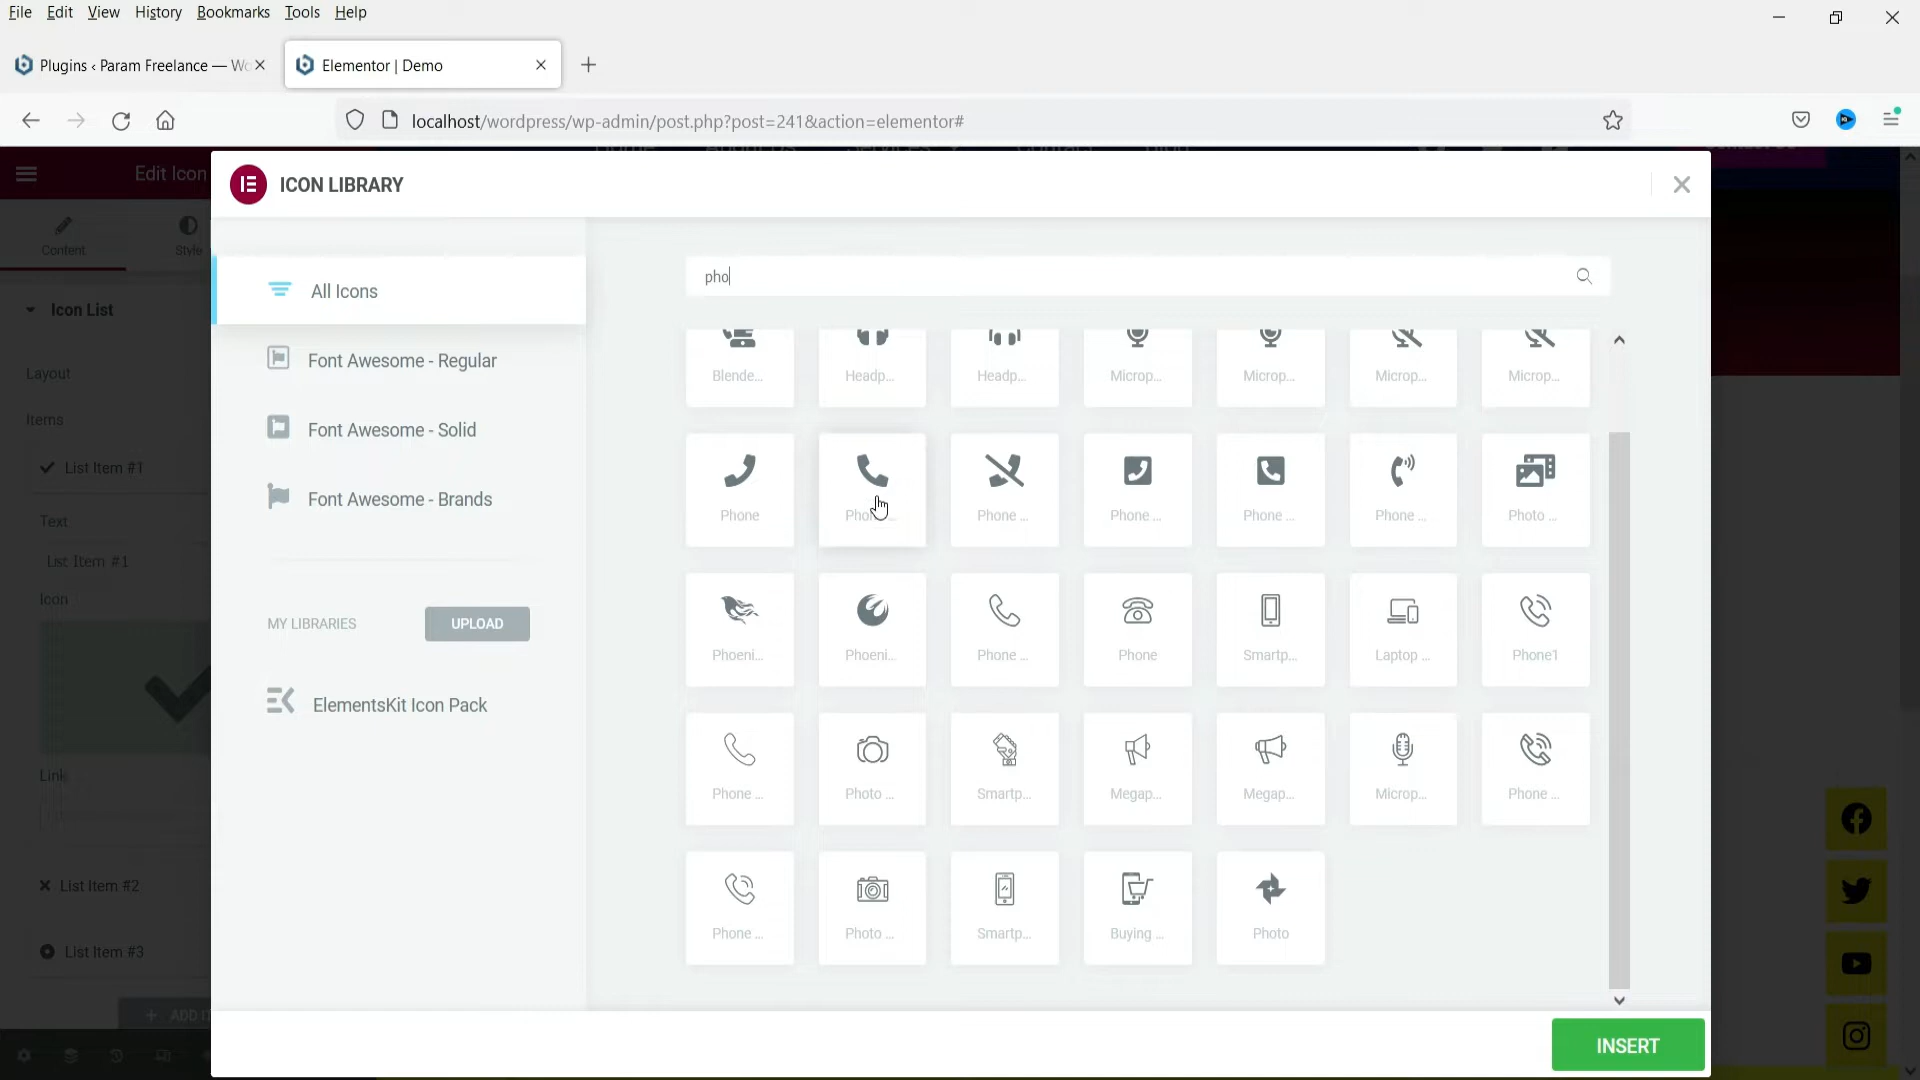 File Edit View History Bookmarks Tools Help
Plugins ‹ Param Freelance — Wo
Elementor | Demo
localhost/wordpress/wp-admin/post.php?post=241&action=elementor#
Edit Icon
ICON LIBRARY
Content
Style
All Icons
pho
Icon List
Font Awesome - Regular
Blende... Headp... Headp... Microp... Microp... Microp... Microp...
Layout
Items
Font Awesome - Solid
List Item #1
Font Awesome - Brands
Phone Phone ... Phone ... Phone ... Phone ... Photo ...
Text
List Item #1
Icon
MY LIBRARIES
UPLOAD
Phoeni... Phoeni... Phone ... Phone Smartp... Laptop ... Phone1
ElementsKit Icon Pack
Link
Phone ... Photo ... Smartp... Megap... Megap... Microp... Phone ...
List Item #2
Phone ... Photo ... Smartp... Buying ... Photo
List Item #3
INSERT